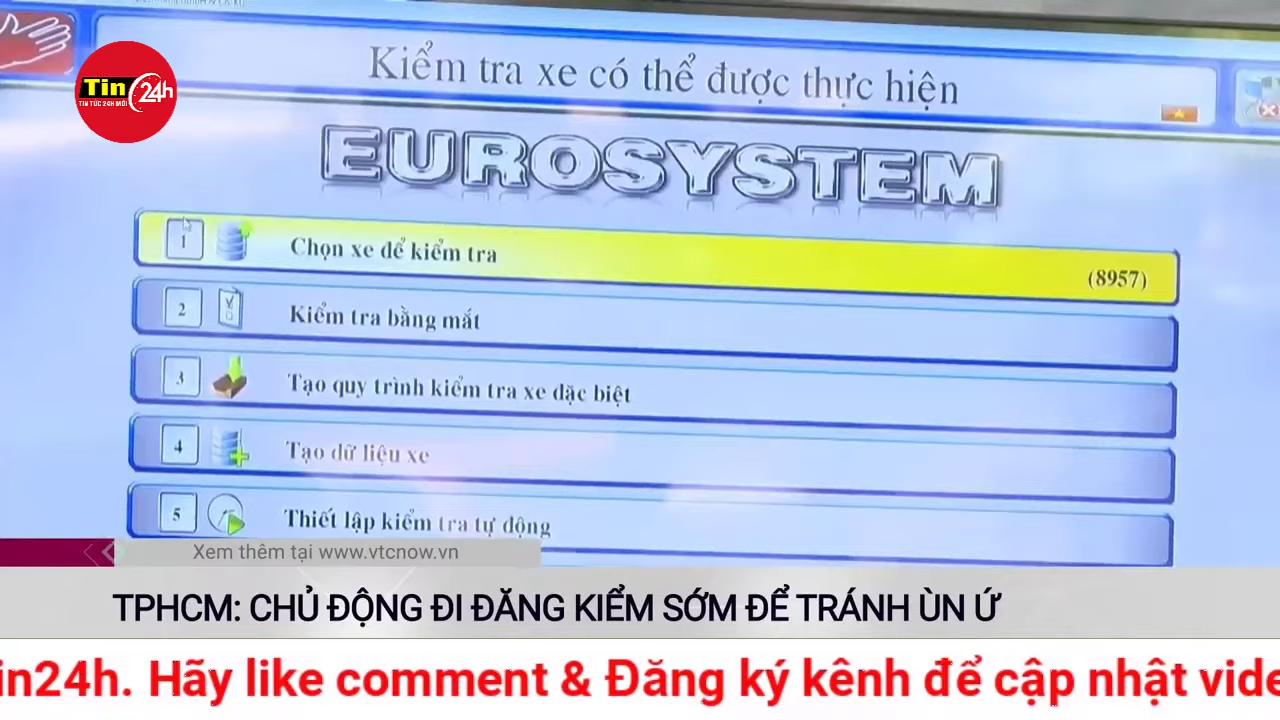 Kiểm tra xe có thể được thực hiện
Tin 24h
TIN TỨC 24H MỚI
EUROSYSTEM
1 Chọn xe để kiểm tra (8957)
2 Kiểm tra bằng mắt
3 Tạo quy trình kiểm tra xe đặc biệt
4 Tạo dữ liệu xe
5 Thiết lập kiểm tra tự động
Xem thêm tại www.vtcnow.vn
TPHCM: CHỦ ĐỘNG ĐI ĐĂNG KIỂM SỚM ĐỂ TRÁNH ÙN Ứ
in24h. Hãy like comment & Đăng ký kênh để cập nhật vide